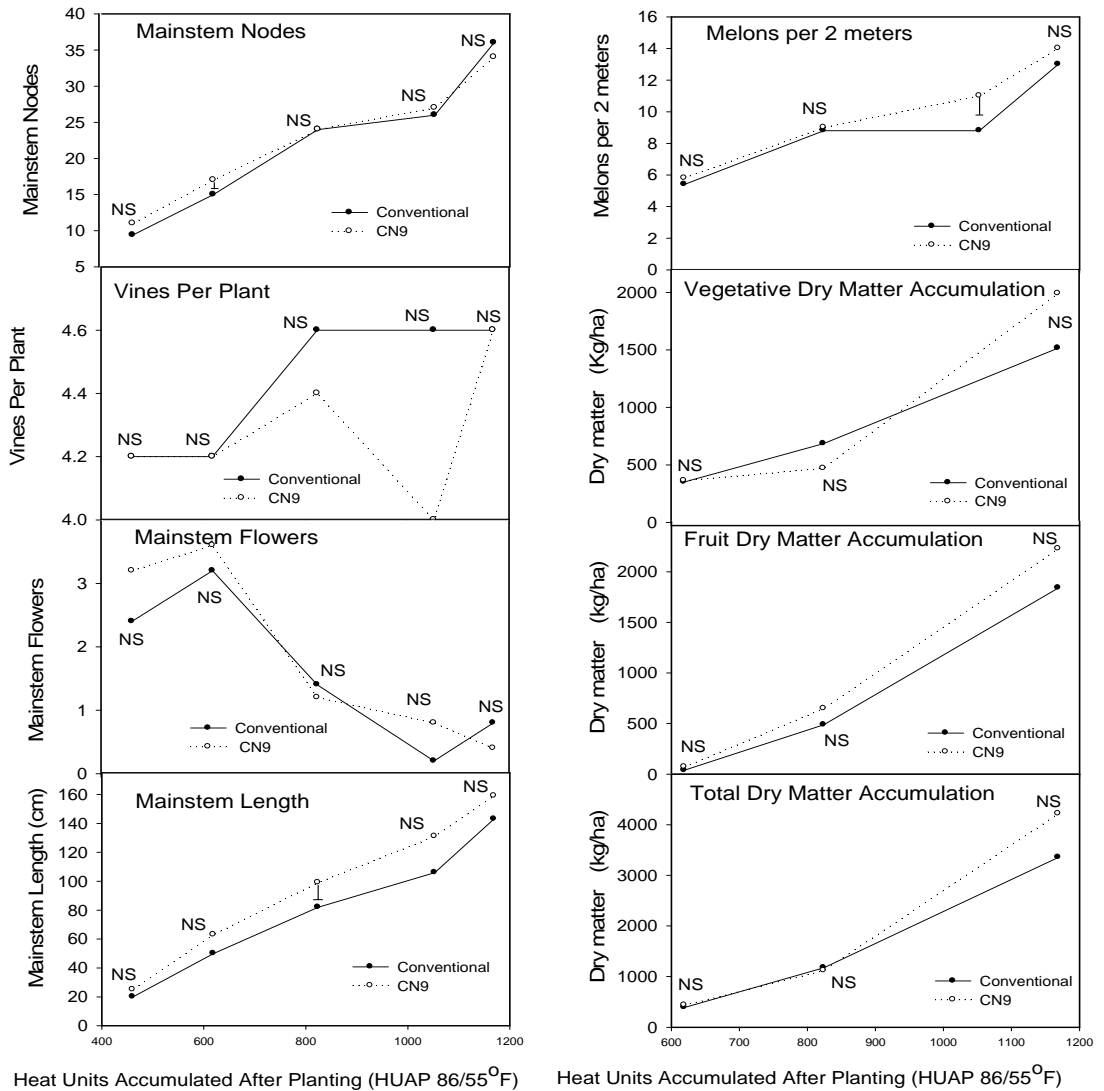 Mainstem Nodes
Mainstem Nodes
40
35
30
25
20
15
10
5
NS
NS
NS
NS
Conventional
CN9
Vines Per Plant
Vines Per Plant
4.6
4.4
4.2
4.0
NS
NS
NS
NS
NS
Conventional
CN9
Mainstem Flowers
Mainstem Flowers
3
2
1
0
NS
NS
NS
NS
NS
Conventional
CN9
Mainstem Length
Mainstem Length (cm)
160
140
120
100
80
60
40
20
0
NS
NS
NS
NS
Conventional
CN9
400 600 800 1000 1200
Heat Units Accumulated After Planting (HUAP 86/55OF)
Melons per 2 meters
Melons per 2 meters
16
14
12
10
8
6
4
2
0
NS
NS
NS
Conventional
CN9
Vegetative Dry Matter Accumulation
Dry matter (Kg/ha)
2000
1500
1000
500
0
NS
NS
NS
Conventional
CN9
Fruit Dry Matter Accumulation
Dry matter (kg/ha)
2000
1500
1000
500
0
NS
NS
NS
Conventional
CN9
Total Dry Matter Accumulation
Dry matter (kg/ha)
4000
3000
2000
1000
0
NS
NS
NS
Conventional
CN9
600 700 800 900 1000 1100 1200
Heat Units Accumulated After Planting (HUAP 86/55OF)